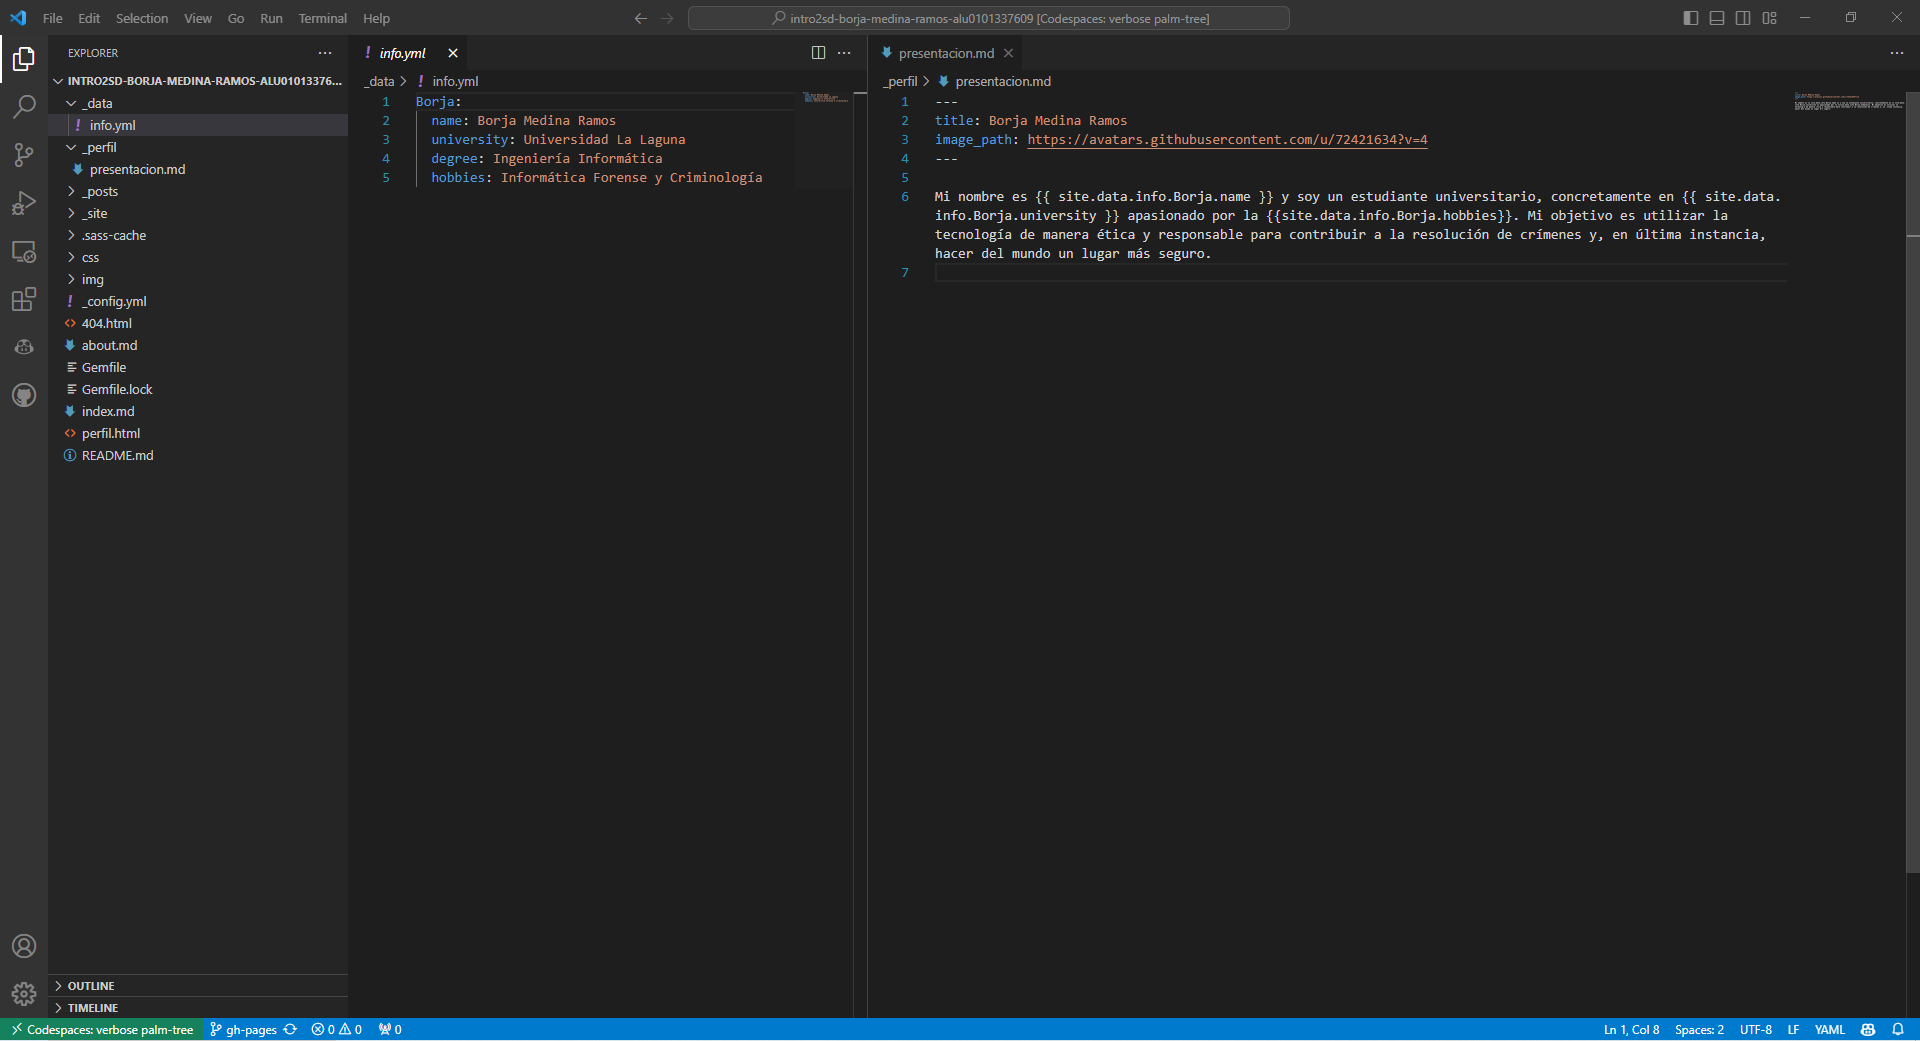 File Edit Selection View Go Run Terminal Help
intro2sd-borja-medina-ramos-alu0101337609 [Codespaces: verbose palm-tree]
EXPLORER
INTRO2SD-BORJA-MEDINA-RAMOS-ALU01013376...
_data
info.yml
_perfil
presentacion.md
_posts
_site
.sass-cache
css
img
_config.yml
404.html
about.md
Gemfile
Gemfile.lock
index.md
perfil.html
README.md
OUTLINE
TIMELINE
info.yml
_data > info.yml
1 Borja:
2 name: Borja Medina Ramos
3 university: Universidad La Laguna
4 degree: Ingeniería Informática
5 hobbies: Informática Forense y Criminología
presentacion.md
_perfil > presentacion.md
1 ---
2 title: Borja Medina Ramos
3 image_path: https://avatars.githubusercontent.com/u/72421634?v=4
4 ---
5
6 Mi nombre es {{ site.data.info.Borja.name }} y soy un estudiante universitario, concretamente en {{ site.data.
info.Borja.university }} apasionado por la {{site.data.info.Borja.hobbies}}. Mi objetivo es utilizar la
tecnología de manera ética y responsable para contribuir a la resolución de crímenes y, en última instancia,
hacer del mundo un lugar más seguro.
7
Codespaces: verbose palm-tree gh-pages 0 0 0 Ln 1, Col 8 Spaces: 2 UTF-8 LF YAML